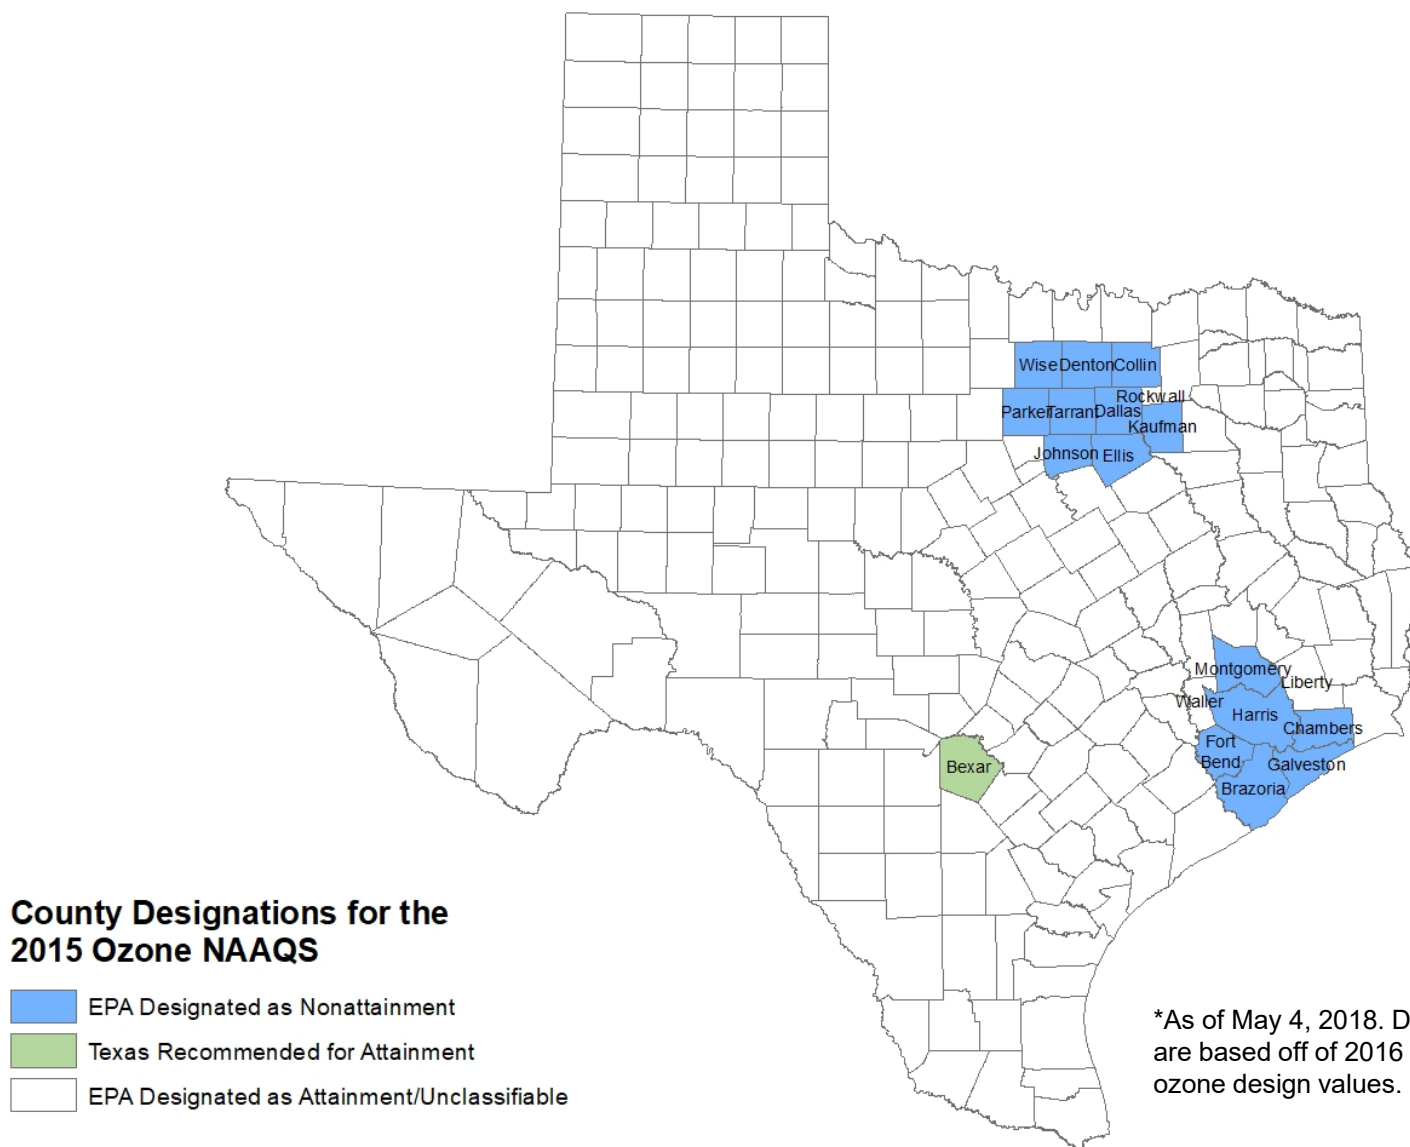 Wise Denton Collin
Rockwall
Parker Tarrant Dallas
Kaufman
Johnson Ellis
Montgomery
Liberty
Waller
Harris
Chambers
Fort
Bend
Galveston
Bexar
Brazoria
County Designations for the
2015 Ozone NAAQS
EPA Designated as Nonattainment
Texas Recommended for Attainment
EPA Designated as Attainment/Unclassifiable
*As of May 4, 2018. D
are based off of 2016
ozone design values.